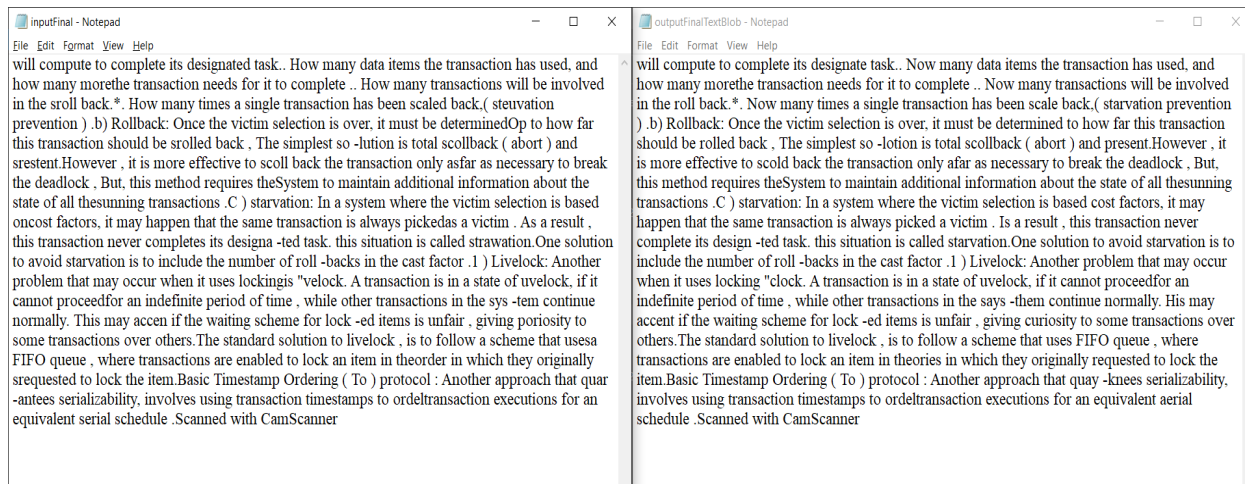 inputFinal - Notepad
File Edit Format View Help
will compute to complete its designated task.. How many data items the transaction has used, and
how many morethe transaction needs for it to complete .. How many transactions will be involved
in the sroll back.*. How many times a single transaction has been scaled back,( steuvation
prevention ) .b) Rollback: Once the victim selection is over, it must be determinedOp to how far
this transaction should be srolled back , The simplest so -lution is total scollback ( abort ) and
srestent.However , it is more effective to scoll back the transaction only asfar as necessary to break
the deadlock , But, this method requires theSystem to maintain additional information about the
state of all thesunning transactions .C ) starvation: In a system where the victim selection is based
oncost factors, it may happen that the same transaction is always pickedas a victim . As a result ,
this transaction never completes its designa -ted task. this situation is called strawation.One solution
to avoid starvation is to include the number of roll -backs in the cast factor .1 ) Livelock: Another
problem that may occur when it uses lockingis "velock. A transaction is in a state of uvelock, if it
cannot proceedfor an indefinite period of time , while other transactions in the sys -tem continue
normally. This may accen if the waiting scheme for lock -ed items is unfair , giving poriosity to
some transactions over others.The standard solution to livelock , is to follow a scheme that usesa
FIFO queue , where transactions are enabled to lock an item in theorder in which they originally
srequested to lock the item.Basic Timestamp Ordering ( To ) protocol : Another approach that quar
-antees serializability, involves using transaction timestamps to ordeltransaction executions for an
equivalent serial schedule .Scanned with CamScanner
outputFinalTextBlob - Notepad
File Edit Format View Help
will compute to complete its designate task.. Now many data items the transaction has used, and
how many morethe transaction needs for it to complete .. Now many transactions will be involved
in the roll back.*. Now many times a single transaction has been scale back,( starvation prevention
) .b) Rollback: Once the victim selection is over, it must be determined to how far this transaction
should be rolled back , The simplest so -lotion is total scollback ( abort ) and present.However , it
is more effective to scold back the transaction only afar as necessary to break the deadlock , But,
this method requires theSystem to maintain additional information about the state of all thesunning
transactions .C ) starvation: In a system where the victim selection is based cost factors, it may
happen that the same transaction is always picked a victim . Is a result , this transaction never
complete its design -ted task. this situation is called starvation.One solution to avoid starvation is to
include the number of roll -backs in the cast factor .1 ) Livelock: Another problem that may occur
when it uses locking "clock. A transaction is in a state of uvelock, if it cannot proceedfor an
indefinite period of time , while other transactions in the says -them continue normally. His may
accent if the waiting scheme for lock -ed items is unfair , giving curiosity to some transactions over
others.The standard solution to livelock , is to follow a scheme that uses FIFO queue , where
transactions are enabled to lock an item in theories in which they originally requested to lock the
item.Basic Timestamp Ordering ( To ) protocol : Another approach that quay -knees serializability,
involves using transaction timestamps to ordeltransaction executions for an equivalent aerial
schedule .Scanned with CamScanner